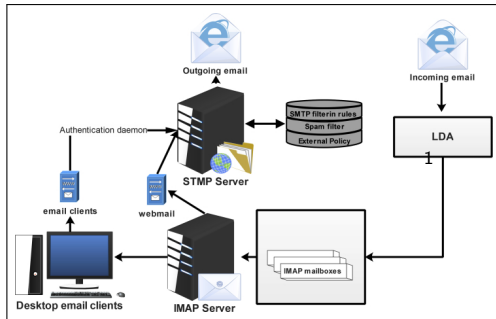 Outgoing email
Incoming email
SMTP filterin rules
Spam filter
External Policy
Authentication daemon
LDA
1
STMP Server
email clients
webmail
IMAP mailboxes
Desktop email clients
IMAP Server